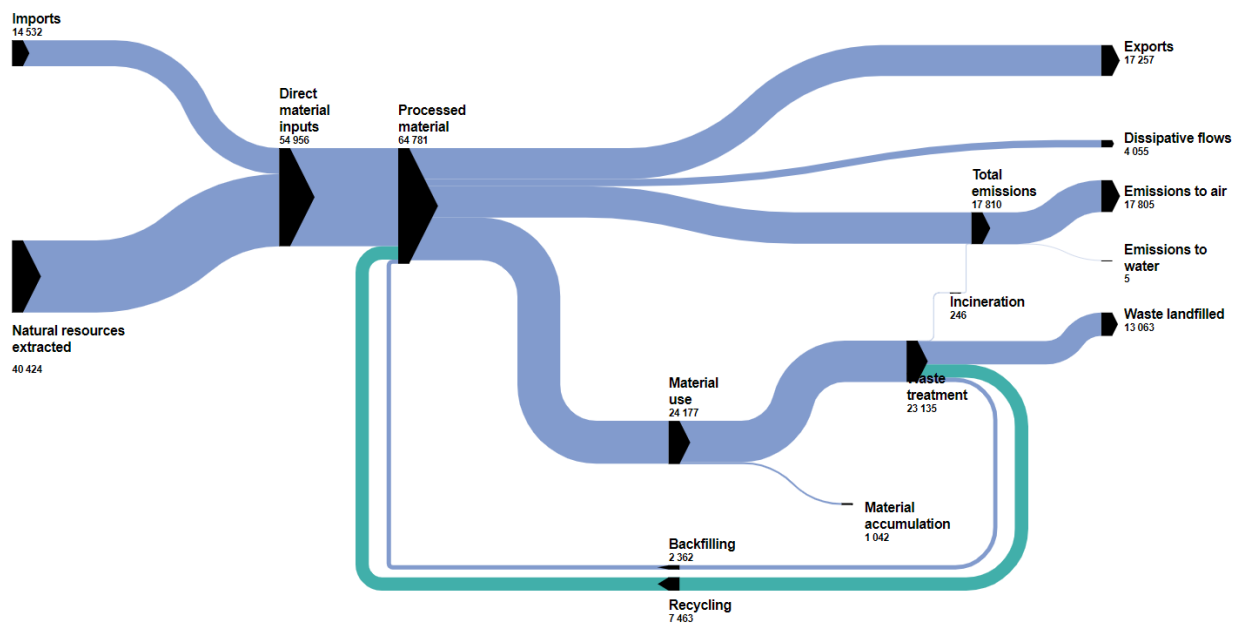 Imports
14 532
Exports
17 257
Direct
material
inputs
54 956
Processed
material
64 781
Dissipative flows
4 055
Total
emissions
17 810
Emissions to air
17 805
Emissions to
water
5
Incineration
246
Waste landfilled
13 063
Natural resources
extracted
40 424
Material
use
24 177
Waste
treatment
23 135
Material
accumulation
1 042
Backfilling
2 362
Recycling
7 463